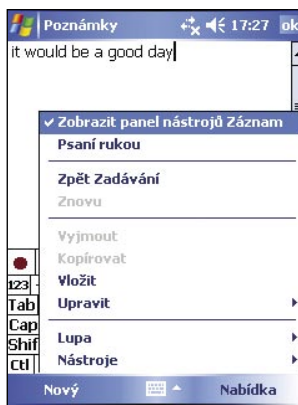 Poznámky 17:27 ok
it would be a good day
Zobrazit panel nástrojů Záznam
Psaní rukou
Zpět Zadávání
Znovu
Vyjmout
Kopírovat
Vložit
Upravit
Lupa
Nástroje
123
Tab
Cap
Shif
Ctl
Nový Nabídka